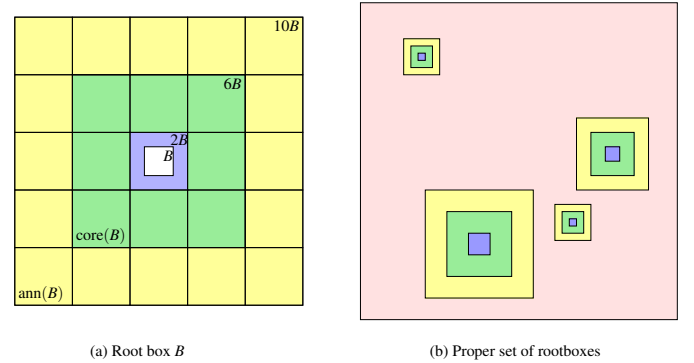 10B
6B
2B
B
core(B)
ann(B)
(a) Root box B
(b) Proper set of rootboxes